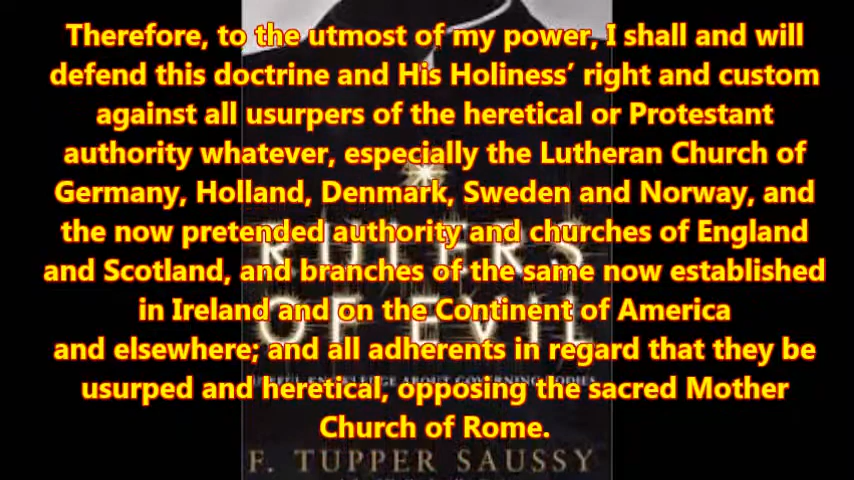 Therefore, to the utmost of my power, I shall and will
defend this doctrine and His Holiness’ right and custom
against all usurpers of the heretical or Protestant
authority whatever, especially the Lutheran Church of
Germany, Holland, Denmark, Sweden and Norway, and
the now pretended authority and churches of England
and Scotland, and branches of the same now established
in Ireland and on the Continent of America
and elsewhere; and all adherents in regard that they be
usurped and heretical, opposing the sacred Mother
Church of Rome.
RULERS
OF EVIL
F. TUPPER SAUSSY